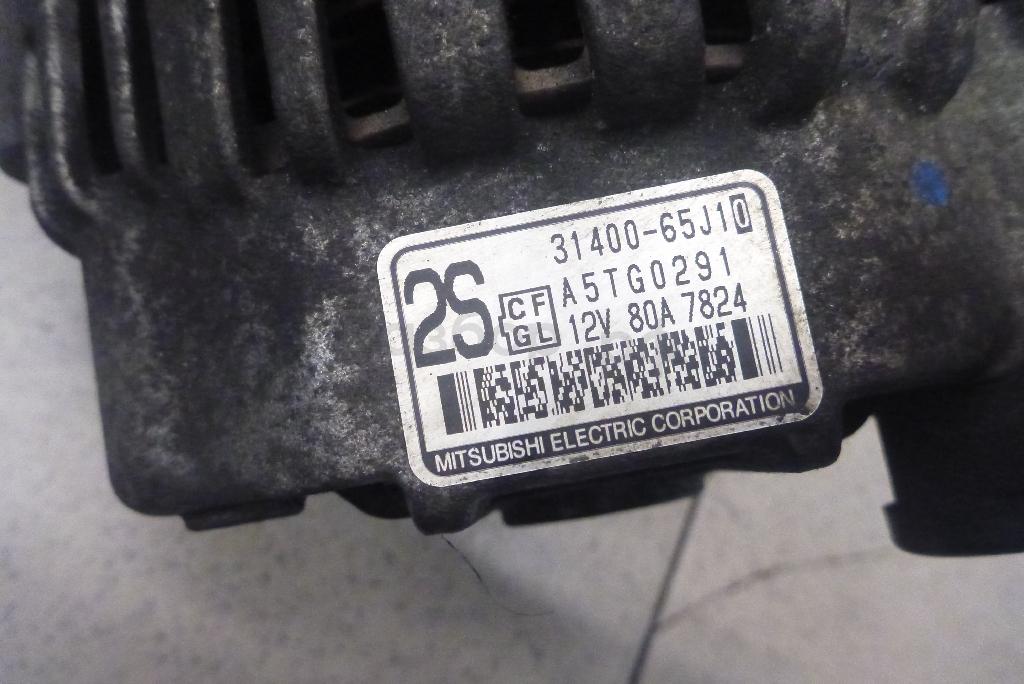 31400-65J10
2S
CF
GL
A5TG0291
12V 80A 7824
MITSUBISHI ELECTRIC CORPORATION